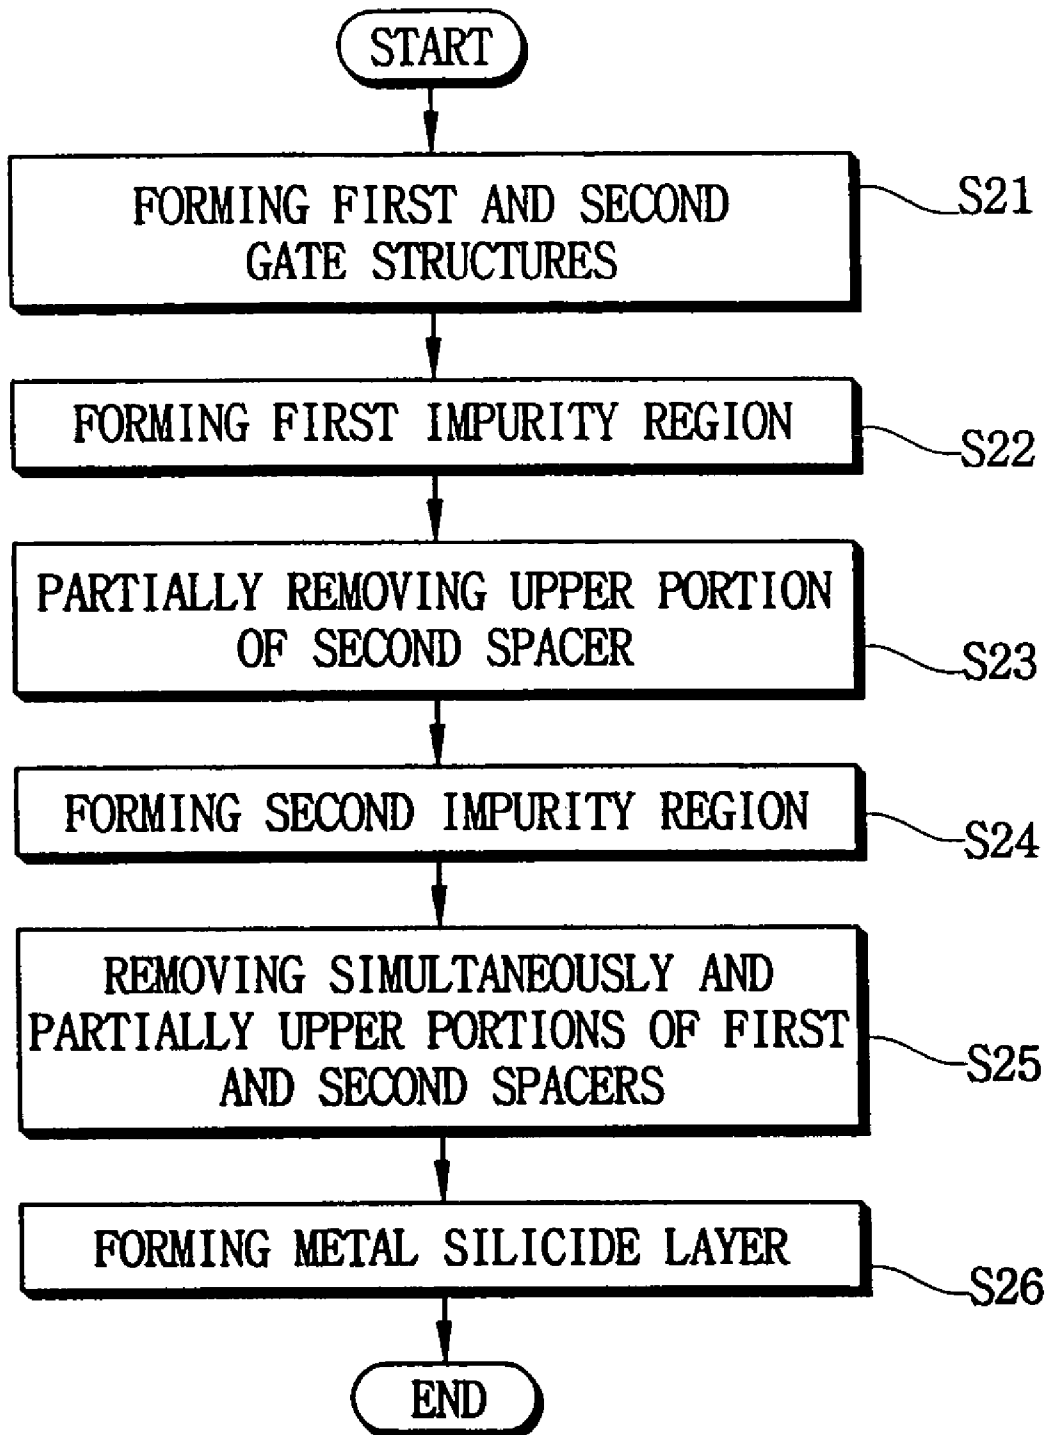 START
FORMING FIRST AND SECOND
GATE STRUCTURES
S21
FORMING FIRST IMPURITY REGION
S22
PARTIALLY REMOVING UPPER PORTION
OF SECOND SPACER
S23
FORMING SECOND IMPURITY REGION
S24
REMOVING SIMULTANEOUSLY AND
PARTIALLY UPPER PORTIONS OF FIRST
AND SECOND SPACERS
S25
FORMING METAL SILICIDE LAYER
S26
END